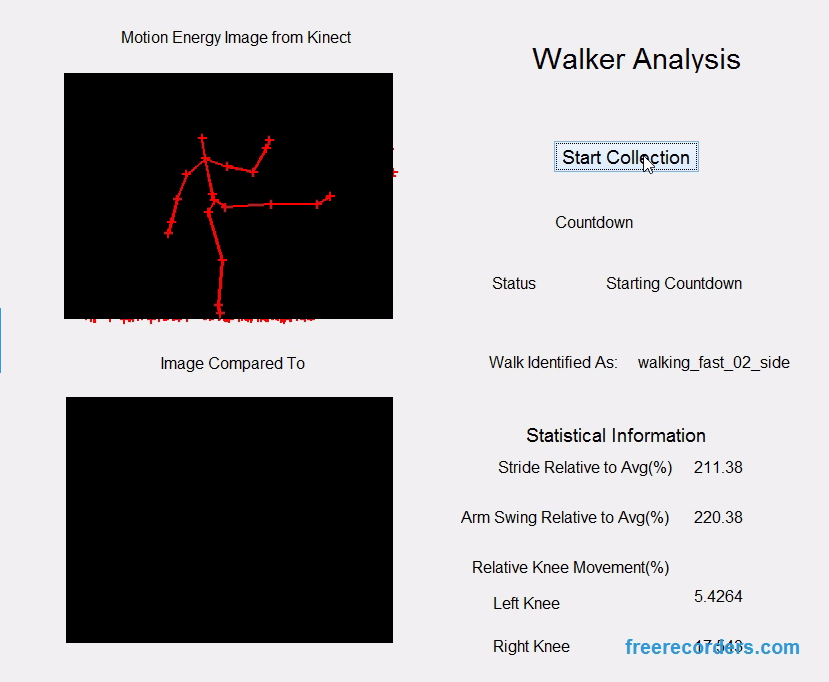 Motion Energy Image from Kinect
Walker Analysis
Start Collection
Countdown
Status Starting Countdown
Image Compared To
Walk Identified As: walking_fast_02_side
Statistical Information
Stride Relative to Avg(%) 211.38
Arm Swing Relative to Avg(%) 220.38
Relative Knee Movement(%)
Left Knee 5.4264
Right Knee
freerecorders.com